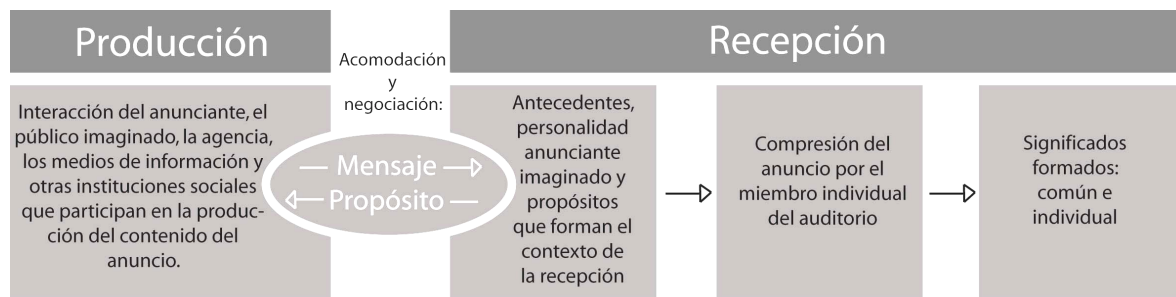 Producción
Interacción del anunciante, el
público imaginado, la agencia,
los medios de información y
otras instituciones sociales
que participan en la produc-
ción del contenido del
anuncio.
Acomodación
y
negociación:
Mensaje
Propósito
Recepción
Antecedentes,
personalidad
anunciante
imaginado y
propósitos
que forman el
contexto de
la recepción
Compresión del
anuncio por el
miembro individual
del auditorio
Significados
formados:
común e
individual